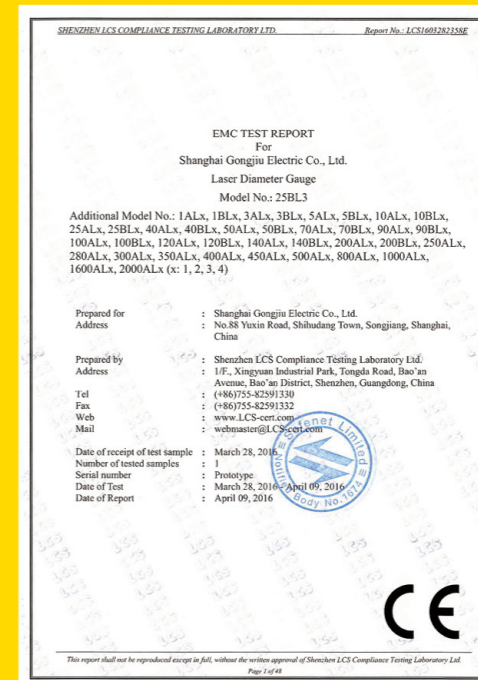 SHENZHEN LCS COMPLIANCE TESTING LABORATORY LTD. Report No.: LCS1603282358E
EMC TEST REPORT
For
Shanghai Gongjiu Electric Co., Ltd.
Laser Diameter Gauge
Model No.: 25BL3
Additional Model No.: 1ALx, 1BLx, 3ALx, 3BLx, 5ALx, 5BLx, 10ALx, 10BLx,
25ALx, 25BLx, 40ALx, 40BLx, 50ALx, 50BLx, 70ALx, 70BLx, 90ALx, 90BLx,
100ALx, 100BLx, 120ALx, 120BLx, 140ALx, 140BLx, 200ALx, 200BLx, 250ALx,
280ALx, 300ALx, 350ALx, 400ALx, 450ALx, 500ALx, 800ALx, 1000ALx,
1600ALx, 2000ALx (x: 1, 2, 3, 4)
Prepared for : Shanghai Gongjiu Electric Co., Ltd.
Address : No.88 Yuxin Road, Shihudang Town, Songjiang, Shanghai,
China
Prepared by : Shenzhen LCS Compliance Testing Laboratory Ltd.
Address : 1/F., Xingyuan Industrial Park, Tongda Road, Bao'an
Avenue, Bao'an District, Shenzhen, Guangdong, China
Tel : (+86)755-82591330
Fax : (+86)755-82591332
Web : www.LCS-cert.com
Mail : webmaster@LCS-cert.com
Date of receipt of test sample : March 28, 2016
Number of tested samples : 1
Serial number : Prototype
Date of Test : March 28, 2016 - April 09, 2016
Date of Report : April 09, 2016
Limited
Notified Body No.1674
CE
This report shall not be reproduced except in full, without the written approval of Shenzhen LCS Compliance Testing Laboratory Ltd.
Page 1 of 48